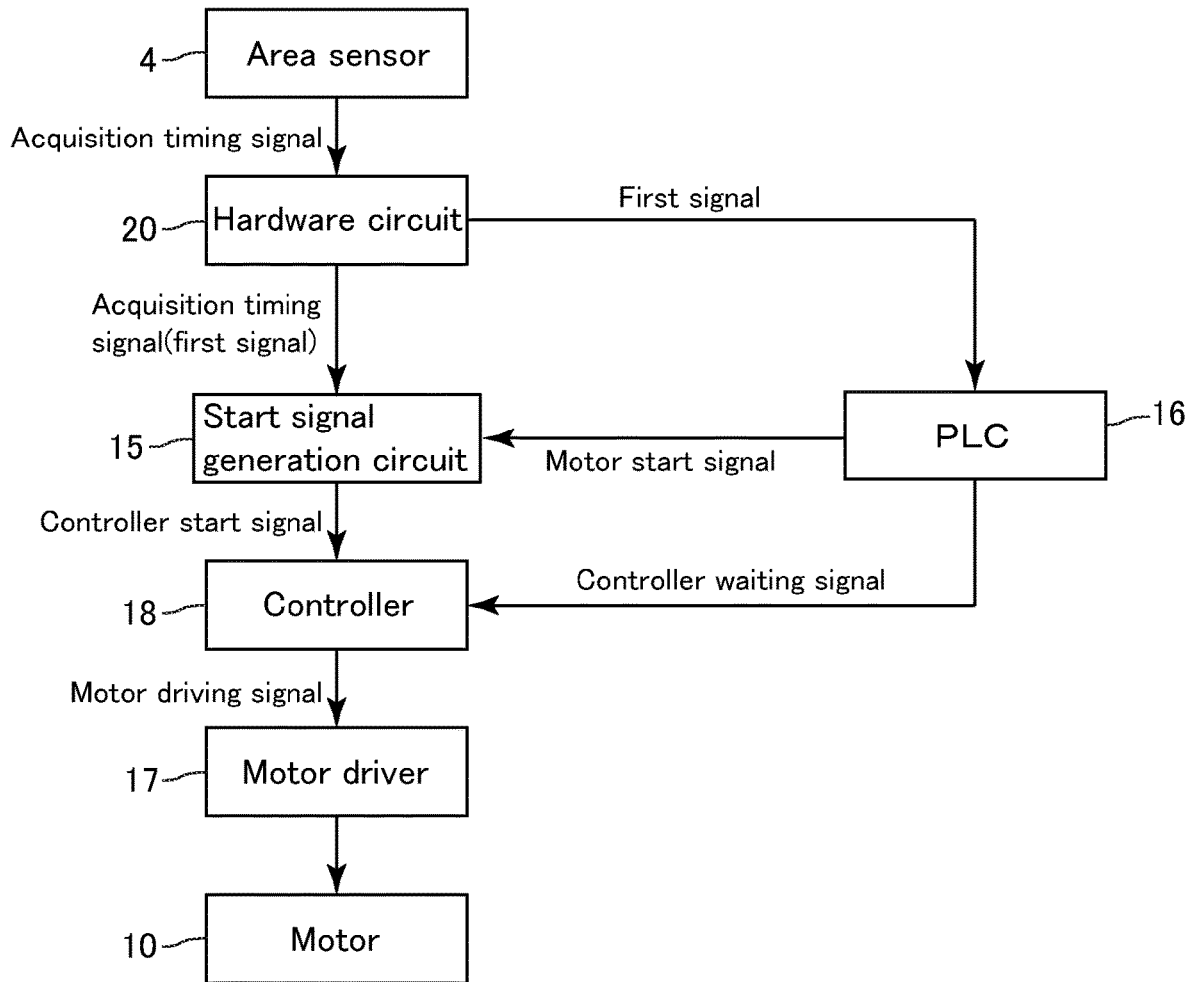 4
Area sensor
Acquisition timing signal
20
Hardware circuit
First signal
Acquisition timing
signal(first signal)
15
Start signal
generation circuit
Motor start signal
PLC
16
Controller start signal
18
Controller
Controller waiting signal
Motor driving signal
17
Motor driver
10
Motor